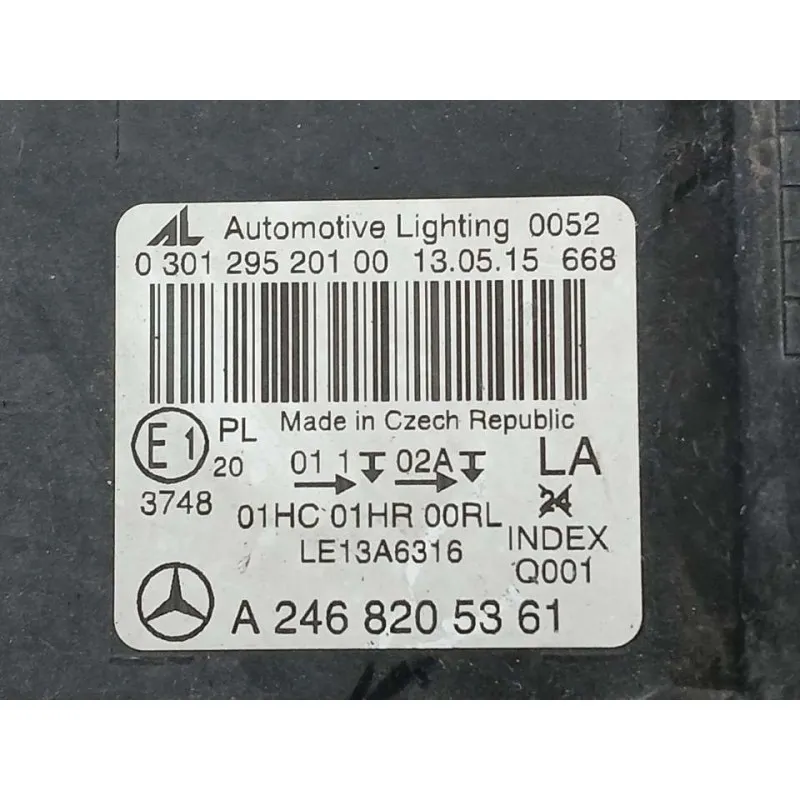 AL Automotive Lighting 0052
0 301 295 201 00 13.05.15 668
Made in Czech Republic
E1 PL 20 01 1 02A LA
3748 24
01HC 01HR 00RL INDEX
LE13A6316 Q001
A 246 820 53 61